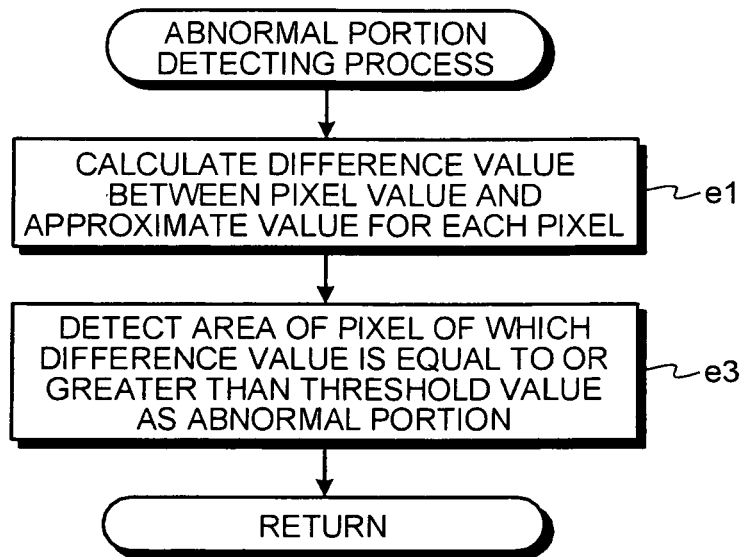 ABNORMAL PORTION
DETECTING PROCESS
CALCULATE DIFFERENCE VALUE
BETWEEN PIXEL VALUE AND
APPROXIMATE VALUE FOR EACH PIXEL
e1
DETECT AREA OF PIXEL OF WHICH
DIFFERENCE VALUE IS EQUAL TO OR
GREATER THAN THRESHOLD VALUE
AS ABNORMAL PORTION
e3
RETURN